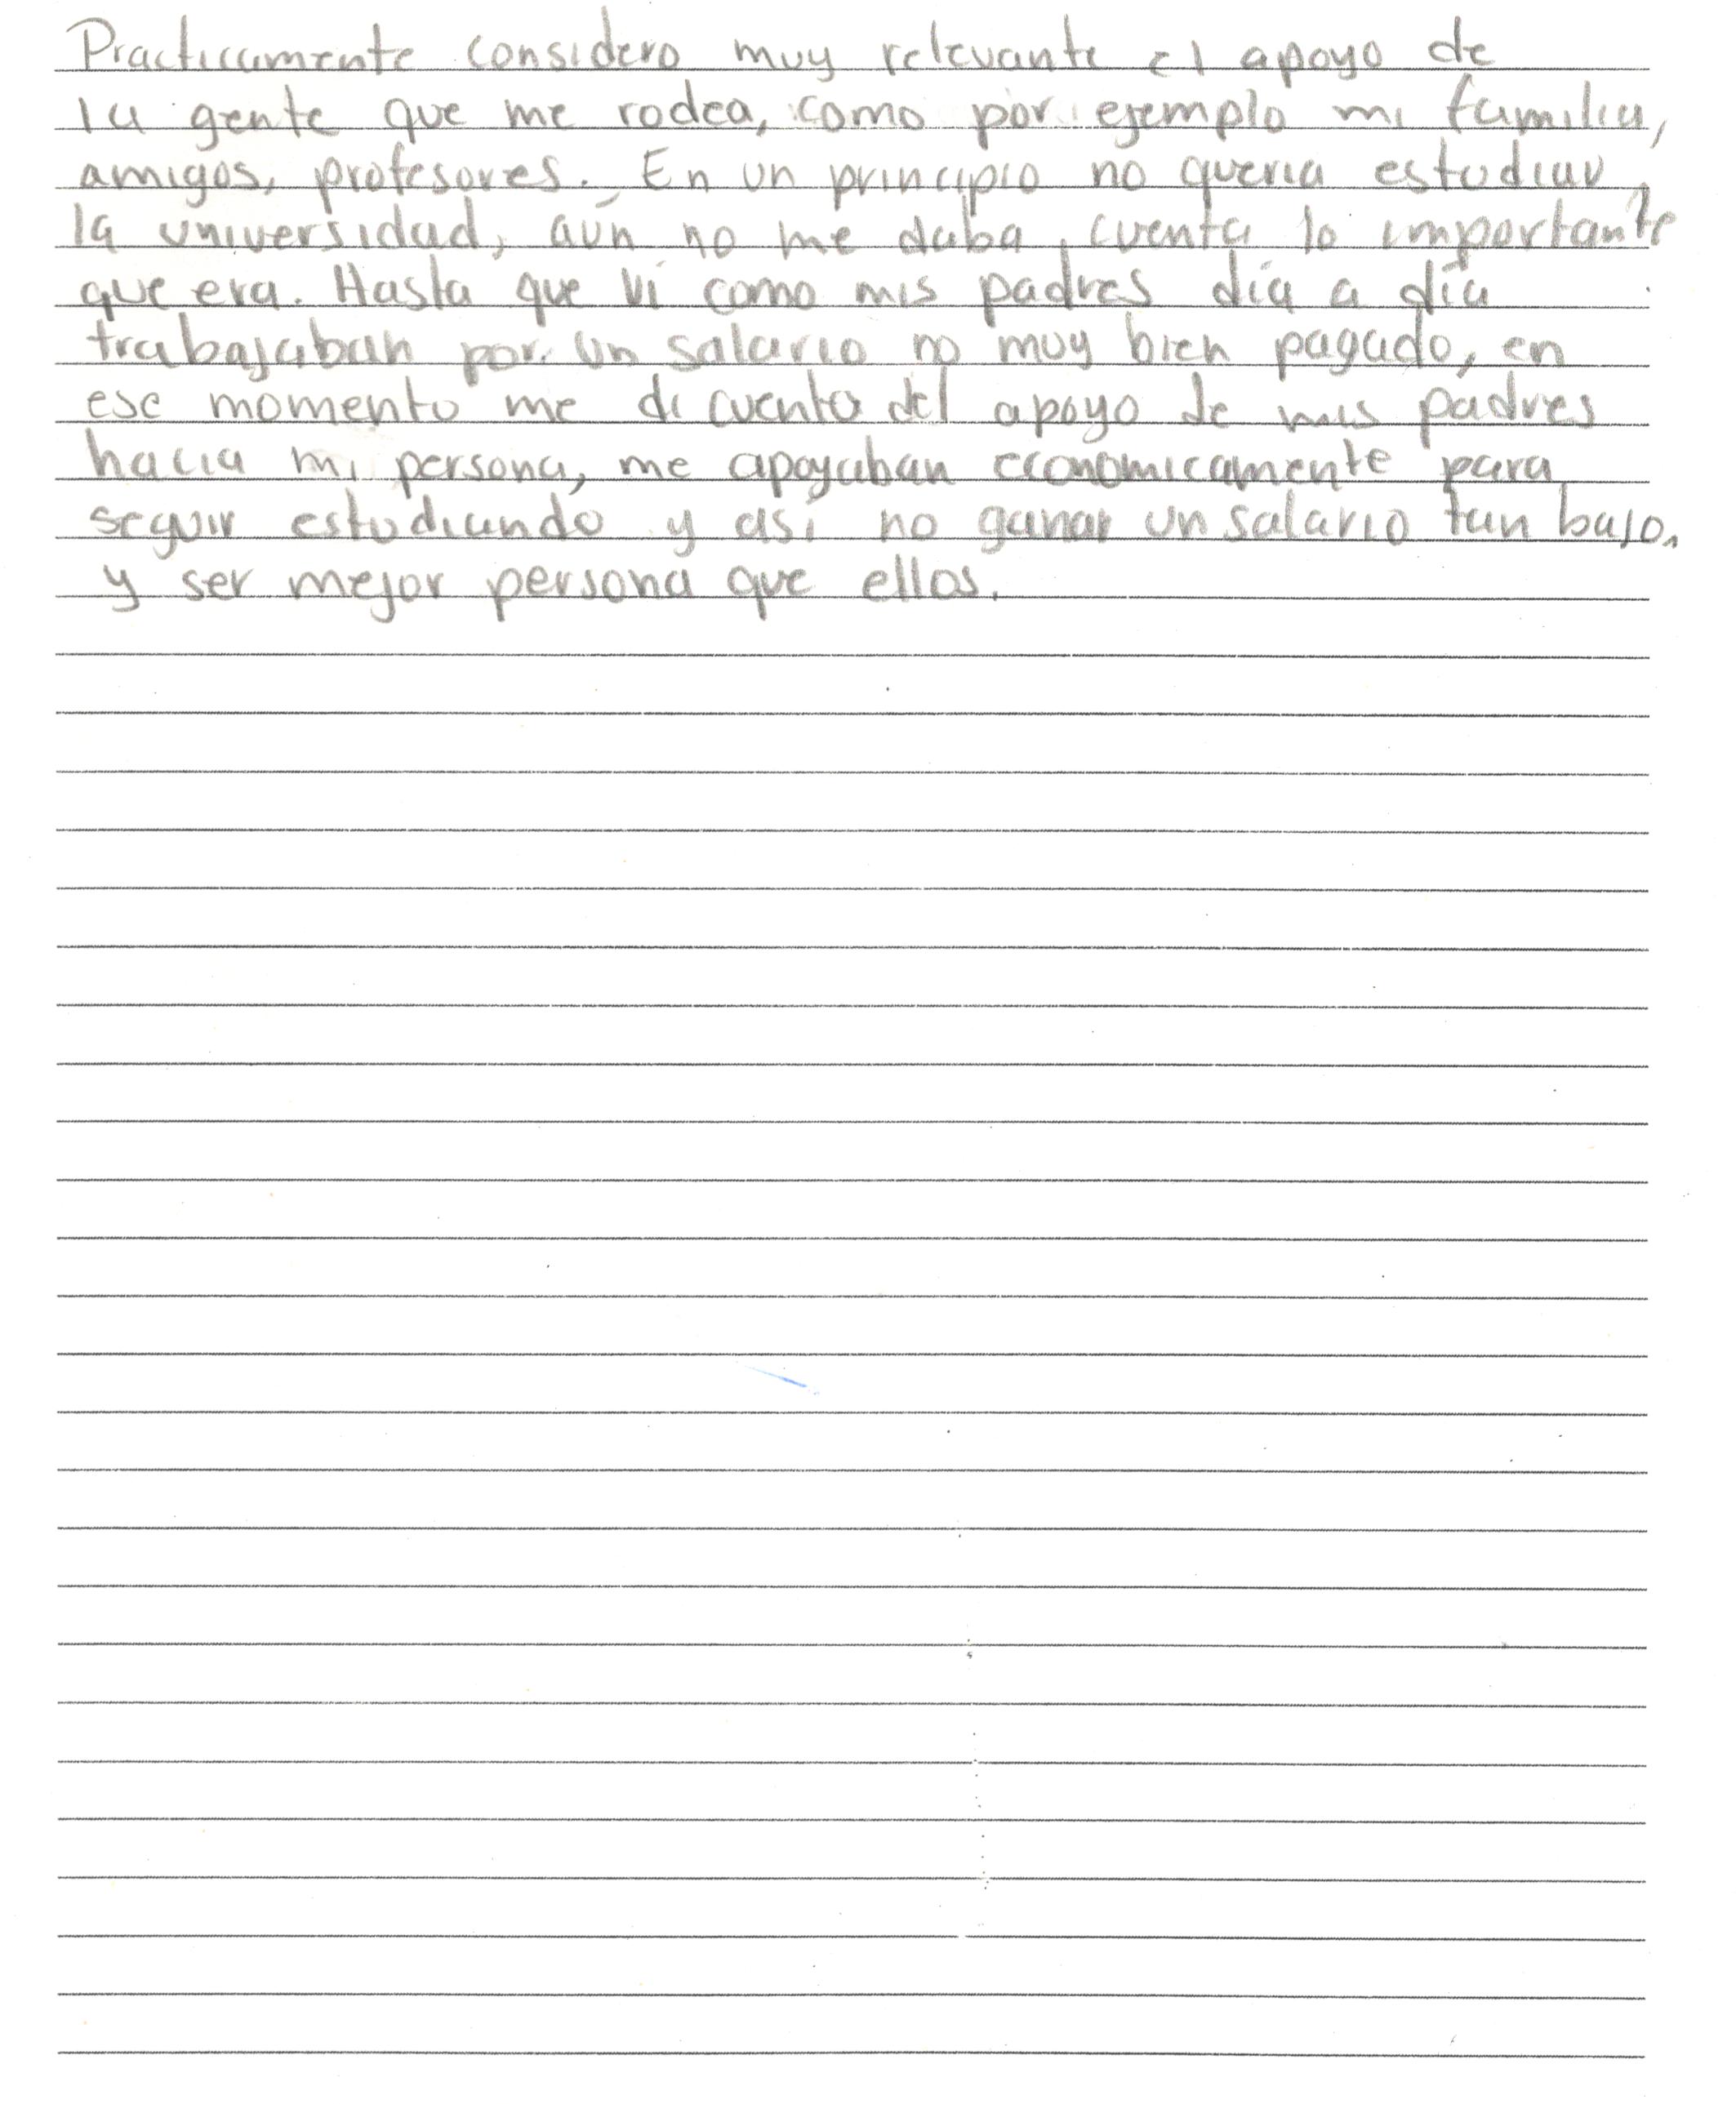 Practicamente considero muy relevante el apoyo de
la gente que me rodea, como por ejemplo mi familia,
amigos, profesores. En un principio no queria estudiar
la universidad, aún no me daba cuenta lo importante
que era. Hasta que vi como mis padres día a día
trabajaban por un salario no muy bien pagado, en
ese momento me di cuenta del apoyo de mis padres
hacia mi persona, me apoyaban economicamente para
seguir estudiando y asi no ganar un salario tan bajo,
y ser mejor persona que ellos.